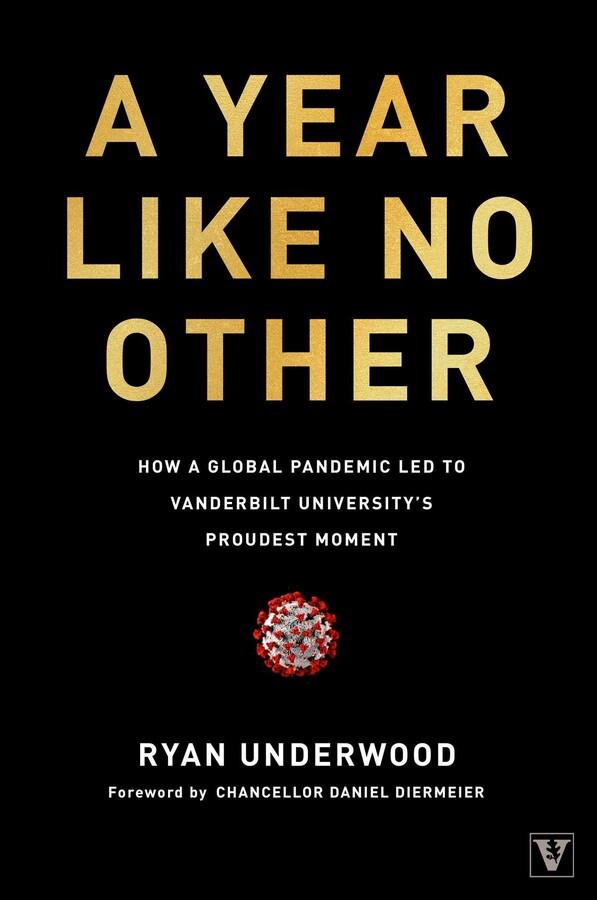 A YEAR
LIKE NO
OTHER
HOW A GLOBAL PANDEMIC LED TO
VANDERBILT UNIVERSITY'S
PROUDEST MOMENT
RYAN UNDERWOOD
Foreword by CHANCELLOR DANIEL DIERMEIER
V